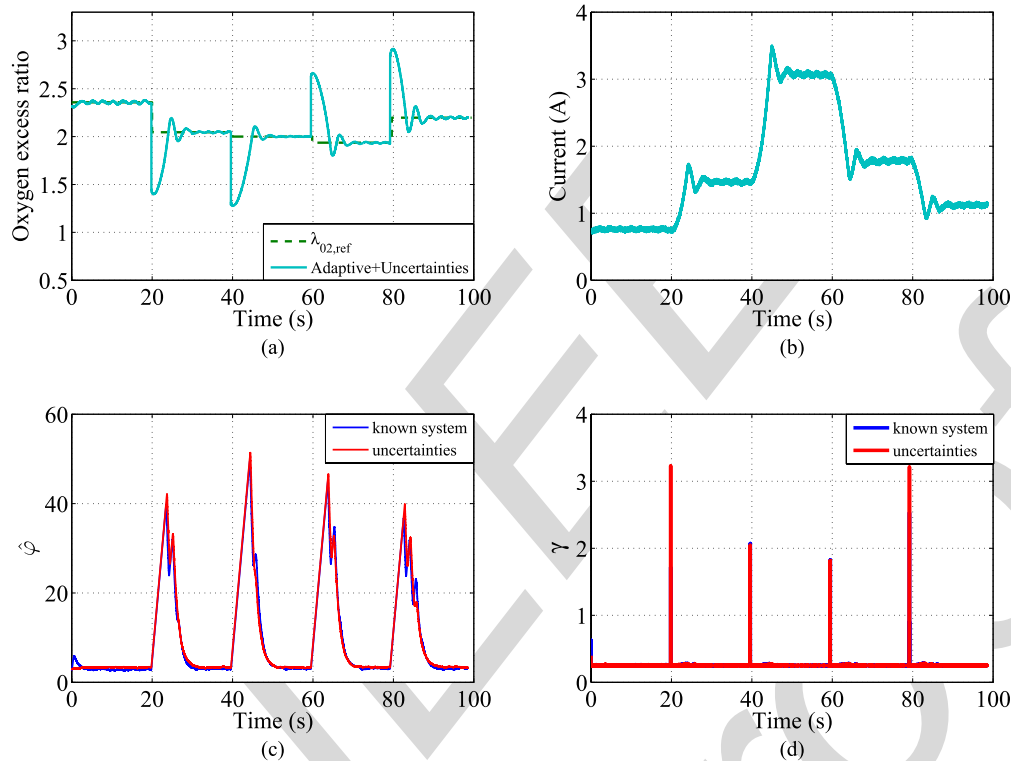 3
2.5
2
1.5
1
0.5
Oxygen excess ratio
λ02,ref
Adaptive+Uncertainties
0 20 40 60 80 100
Time (s)
(a)
4
3
2
1
0
Current (A)
0 20 40 60 80 100
Time (s)
(b)
60
40
20
0
φ̂
known system
uncertainties
0 20 40 60 80 100
Time (s)
(c)
4
3
2
1
0
γ
known system
uncertainties
0 20 40 60 80 100
Time (s)
(d)